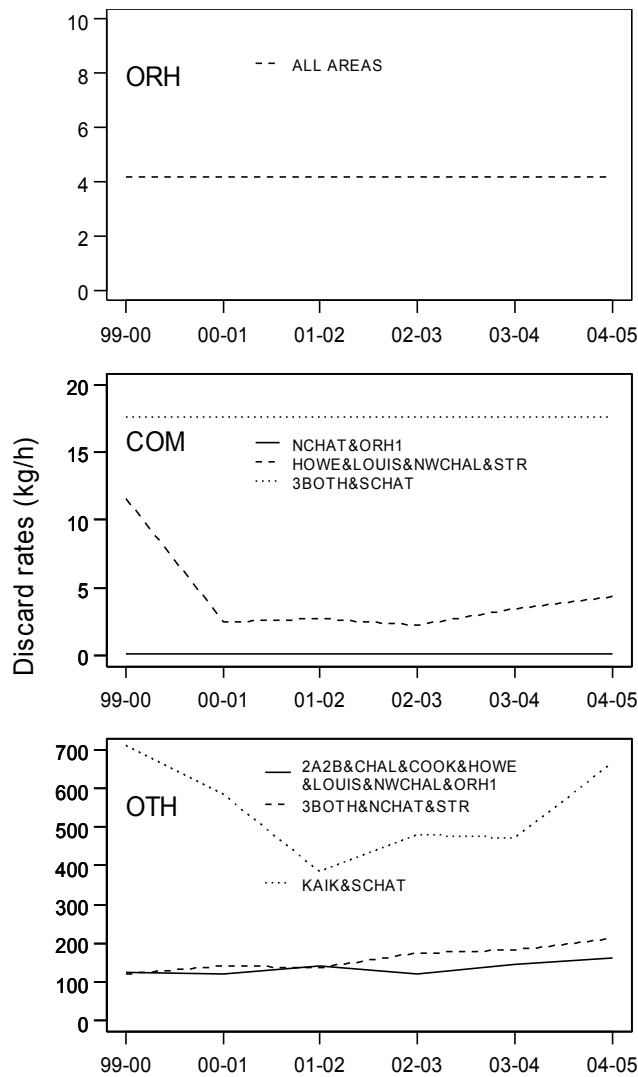 Discard rates (kg/h)
10
8
6
4
2
0
ORH
ALL AREAS
99-00 00-01 01-02 02-03 03-04 04-05
20
15
10
5
0
COM
NCHAT&ORH1
HOWE&LOUIS&NWCHAL&STR
3BOTH&SCHAT
99-00 00-01 01-02 02-03 03-04 04-05
700
600
500
400
300
200
100
0
OTH
2A2B&CHAL&COOK&HOWE
&LOUIS&NWCHAL&ORH1
3BOTH&NCHAT&STR
KAIK&SCHAT
99-00 00-01 01-02 02-03 03-04 04-05